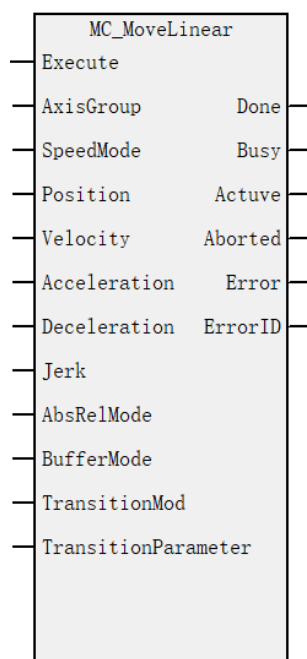 MC_MoveLinear
Execute
AxisGroup Done
SpeedMode Busy
Position Actuve
Velocity Aborted
Acceleration Error
Deceleration ErrorID
Jerk
AbsRelMode
BufferMode
TransitionMod
TransitionParameter